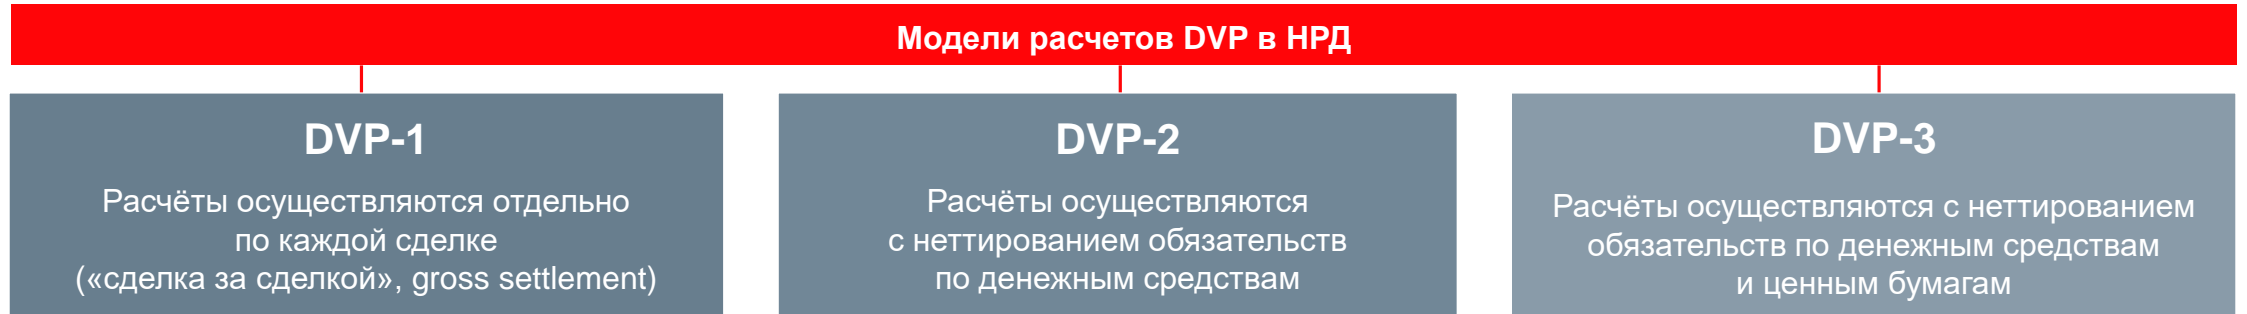 Модели расчетов DVP в НРД
DVP-1
Расчёты осуществляются отдельно
по каждой сделке
(«сделка за сделкой», gross settlement)
DVP-2
Расчёты осуществляются
с неттированием обязательств
по денежным средствам
DVP-3
Расчёты осуществляются с неттированием
обязательств по денежным средствам
и ценным бумагам